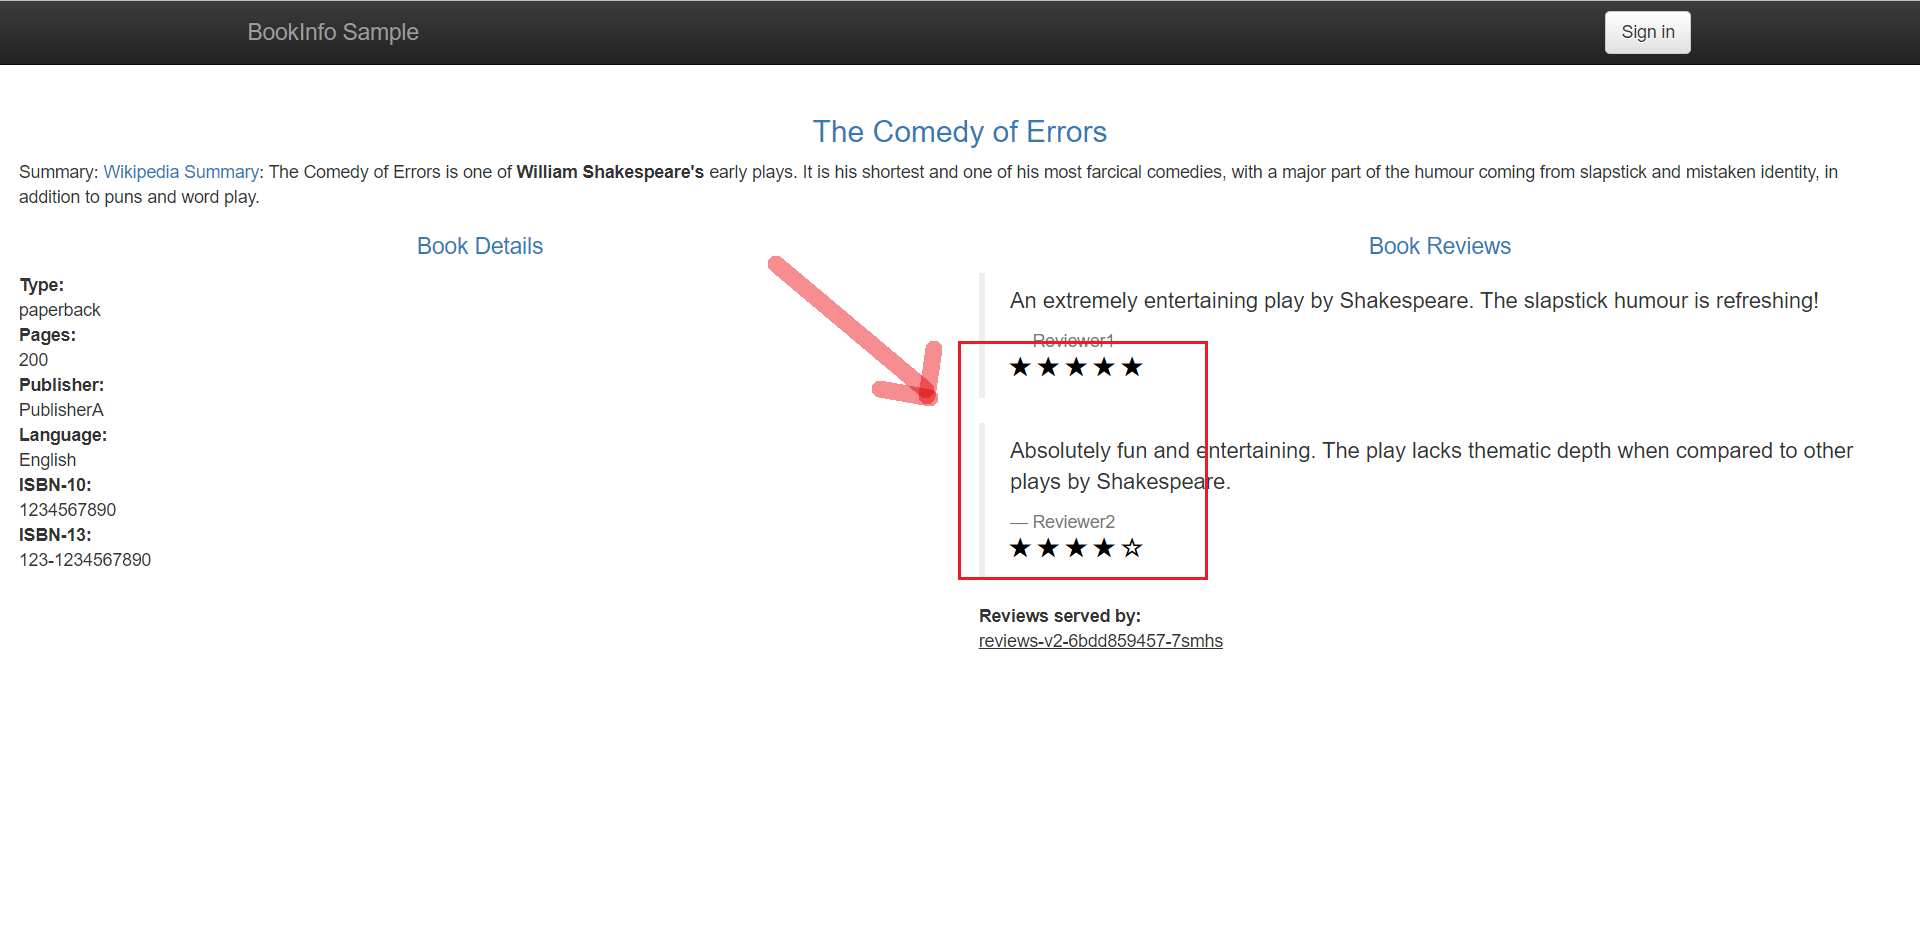 BookInfo Sample
Sign in
The Comedy of Errors
Summary: Wikipedia Summary: The Comedy of Errors is one of William Shakespeare's early plays. It is his shortest and one of his most farcical comedies, with a major part of the humour coming from slapstick and mistaken identity, in
addition to puns and word play.
Book Details
Type:
paperback
Pages:
200
Publisher:
PublisherA
Language:
English
ISBN-10:
1234567890
ISBN-13:
123-1234567890
Book Reviews
An extremely entertaining play by Shakespeare. The slapstick humour is refreshing!
— Reviewer1
★ ★ ★ ★ ★
Absolutely fun and entertaining. The play lacks thematic depth when compared to other
plays by Shakespeare.
— Reviewer2
★ ★ ★ ★ ☆
Reviews served by:
reviews-v2-6bdd859457-7smhs